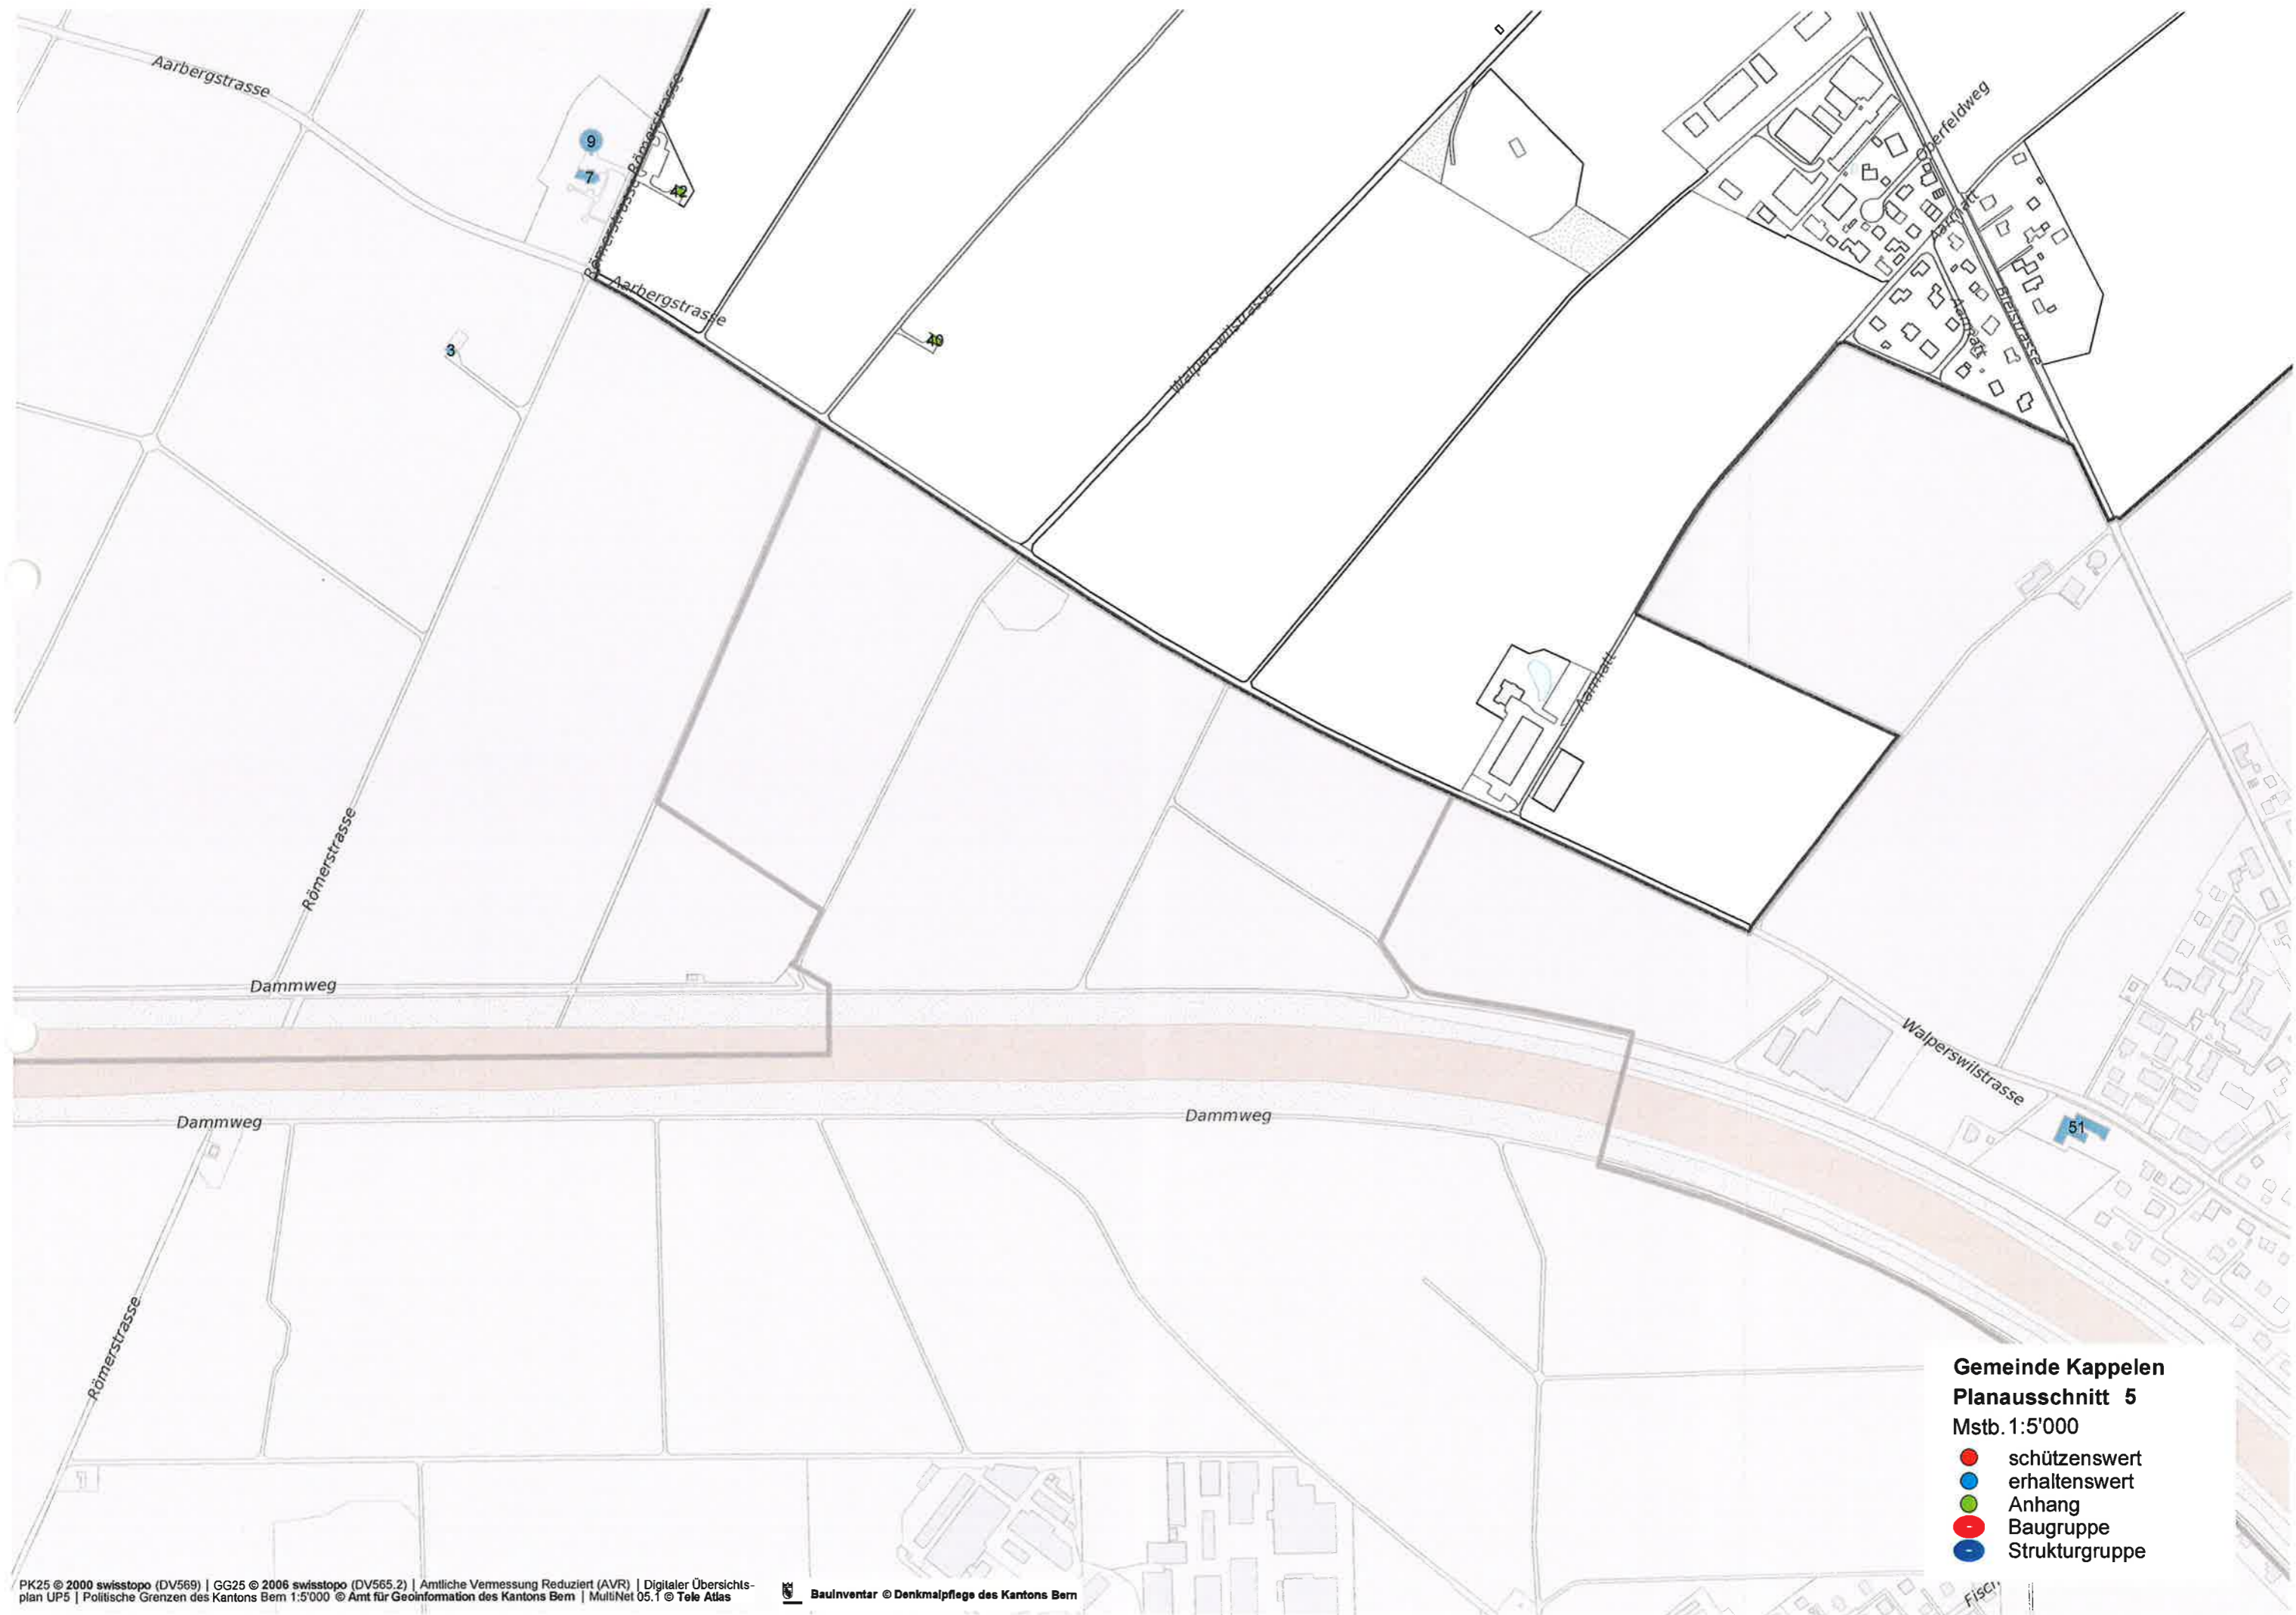 Aarbergstrasse
Römerstrasse
Oberfeldweg
9
7
42
Römerstrasse
Aarmatt
Aarbergstrasse
Walperswilstrasse
Aarmatt
Bielstrasse
3
Aarmatt
Römerstrasse
Dammweg
Walperswilstrasse
Dammweg
Dammweg
51
Römerstrasse
Gemeinde Kappelen
Planausschnitt 5
Mstb. 1:5'000
schützenswert
erhaltenswert
Anhang
Baugruppe
Strukturgruppe
PK25 © 2000 swisstopo (DV569) | GG25 © 2006 swisstopo (DV565.2) | Amtliche Vermessung Reduziert (AVR) | Digitaler Übersichts-
plan UP5 | Politische Grenzen des Kantons Bern 1:5'000 © Amt für Geoinformation des Kantons Bern | MultiNet 05.1 © Tele Atlas
Bauinventar © Denkmalpflege des Kantons Bern